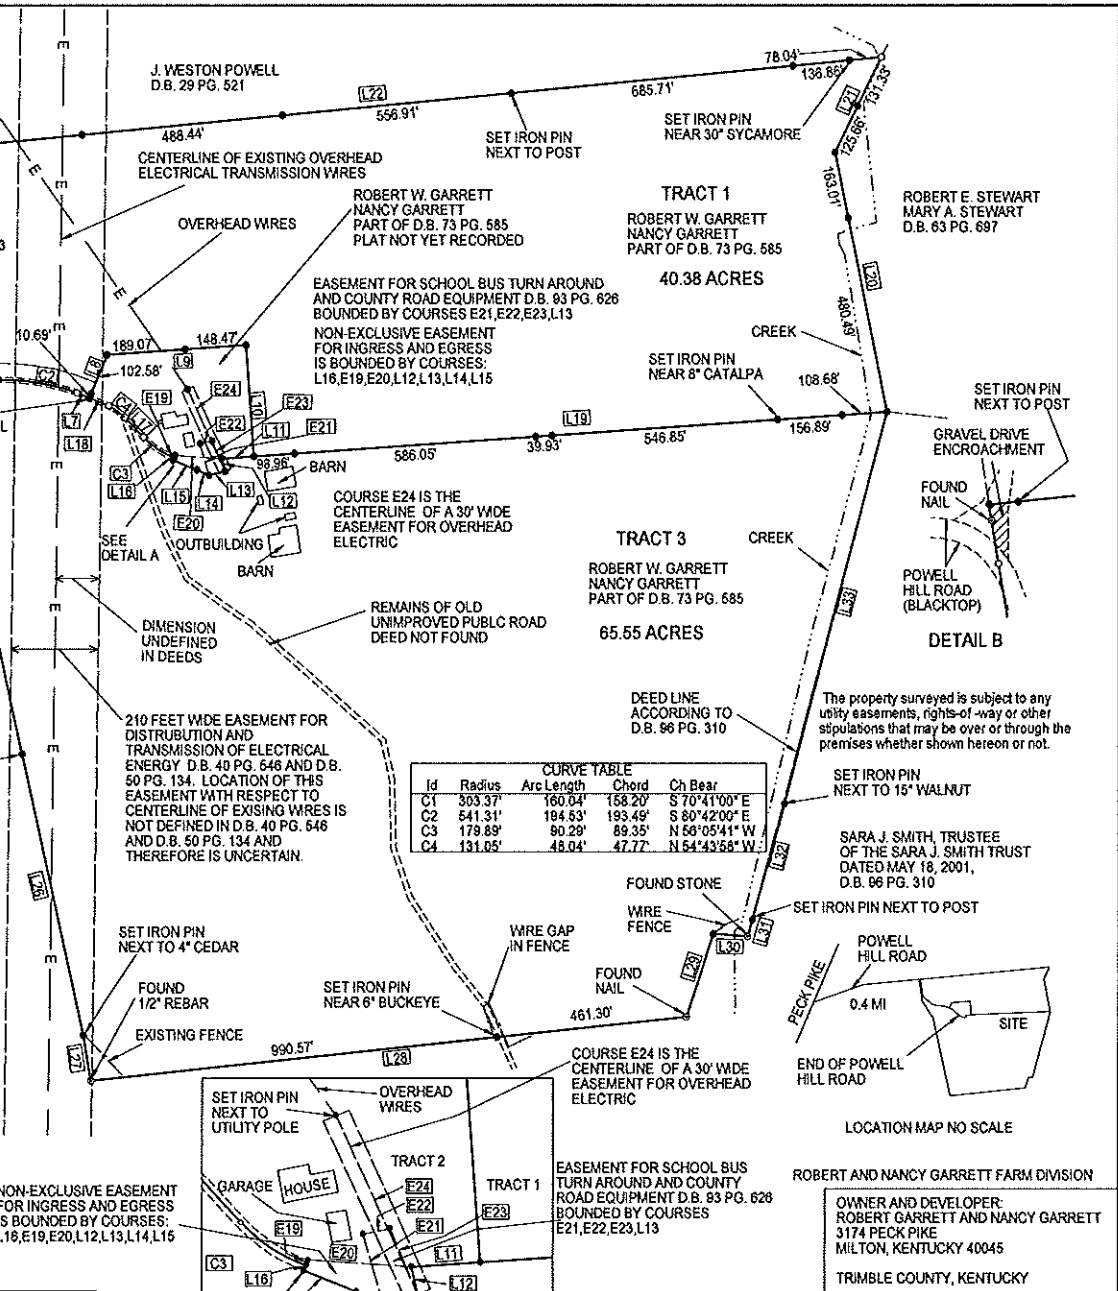 J. WESTON POWELL
D.B. 29 PG. 521
L22
488.44'
556.91'
685.71'
78.04'
136.86'
131.33'
L21
125.66'
163.01'
SET IRON PIN
NEXT TO POST
SET IRON PIN
NEAR 30" SYCAMORE
CENTERLINE OF EXISTING OVERHEAD
ELECTRICAL TRANSMISSION WIRES
OVERHEAD WIRES
ROBERT W. GARRETT
NANCY GARRETT
PART OF D.B. 73 PG. 585
PLAT NOT YET RECORDED
TRACT 1
ROBERT W. GARRETT
NANCY GARRETT
PART OF D.B. 73 PG. 585
40.38 ACRES
ROBERT E. STEWART
MARY A. STEWART
D.B. 63 PG. 697
L20
480.49'
CREEK
EASEMENT FOR SCHOOL BUS TURN AROUND
AND COUNTY ROAD EQUIPMENT D.B. 93 PG. 626
BOUNDED BY COURSES E21,E22,E23,L13
NON-EXCLUSIVE EASEMENT
FOR INGRESS AND EGRESS
IS BOUNDED BY COURSES:
L16,E19,E20,L12,L13,L14,L15
SET IRON PIN
NEAR 8" CATALPA
108.68'
10.69'
189.07'
148.47'
L8
L9
102.58'
C2
E19
E24
L10
E23
C4
L17
E22
L11
E21
L7
L18
C3
L16
L15
L14
L13
L12
E20
98.96'
586.05'
39.93'
L19
546.85'
156.89'
BARN
OUTBUILDING
BARN
SEE
DETAIL A
COURSE E24 IS THE
CENTERLINE OF A 30' WIDE
EASEMENT FOR OVERHEAD
ELECTRIC
TRACT 3
ROBERT W. GARRETT
NANCY GARRETT
PART OF D.B. 73 PG. 585
65.55 ACRES
CREEK
L33
SET IRON PIN
NEXT TO POST
GRAVEL DRIVE
ENCROACHMENT
FOUND
NAIL
POWELL
HILL ROAD
(BLACKTOP)
DETAIL B
DIMENSION
UNDEFINED
IN DEEDS
REMAINS OF OLD
UNIMPROVED PUBLC ROAD
DEED NOT FOUND
210 FEET WIDE EASEMENT FOR
DISTRUBUTION AND
TRANSMISSION OF ELECTRICAL
ENERGY D.B. 40 PG. 546 AND D.B.
50 PG. 134. LOCATION OF THIS
EASEMENT WITH RESPECT TO
CENTERLINE OF EXISING WIRES IS
NOT DEFINED IN D.B. 40 PG. 546
AND D.B. 50 PG. 134 AND
THEREFORE IS UNCERTAIN.
DEED LINE
ACCORDING TO
D.B. 96 PG. 310
The property surveyed is subject to any
utility easements, rights-of -way or other
stipulations that may be over or through the
premises whether shown hereon or not.
SET IRON PIN
NEXT TO 15" WALNUT
CURVE TABLE
Id Radius Arc Length Chord Ch Bear
C1 303.37' 160.04' 158.20' S 70°41'00" E
C2 541.31' 194.53' 193.49' S 80°42'00" E
C3 179.89' 90.29' 89.35' N 56°05'41" W
C4 131.05' 48.04' 47.77' N 54°43'58" W
SARA J. SMITH, TRUSTEE
OF THE SARA J. SMITH TRUST
DATED MAY 18, 2001,
D.B. 96 PG. 310
L32
FOUND STONE
WIRE
FENCE
SET IRON PIN NEXT TO POST
L31
L30
L29
L26
SET IRON PIN
NEXT TO 4" CEDAR
FOUND
1/2" REBAR
EXISTING FENCE
L27
SET IRON PIN
NEAR 6" BUCKEYE
WIRE GAP
IN FENCE
FOUND
NAIL
990.57'
L28
461.30'
POWELL
HILL ROAD
PECK PIKE
0.4 MI
SITE
END OF POWELL
HILL ROAD
LOCATION MAP NO SCALE
COURSE E24 IS THE
CENTERLINE OF A 30' WIDE
EASEMENT FOR OVERHEAD
ELECTRIC
SET IRON PIN
NEXT TO
UTILITY POLE
OVERHEAD
WIRES
TRACT 2
TRACT 1
GARAGE
HOUSE
E24
E22
E23
E21
E19
E20
L11
C3
L16
L12
NON-EXCLUSIVE EASEMENT
FOR INGRESS AND EGRESS
IS BOUNDED BY COURSES:
L16,E19,E20,L12,L13,L14,L15
EASEMENT FOR SCHOOL BUS
TURN AROUND AND COUNTY
ROAD EQUIPMENT D.B. 93 PG. 626
BOUNDED BY COURSES
E21,E22,E23,L13
ROBERT AND NANCY GARRETT FARM DIVISION
OWNER AND DEVELOPER:
ROBERT GARRETT AND NANCY GARRETT
3174 PECK PIKE
MILTON, KENTUCKY 40045
TRIMBLE COUNTY, KENTUCKY